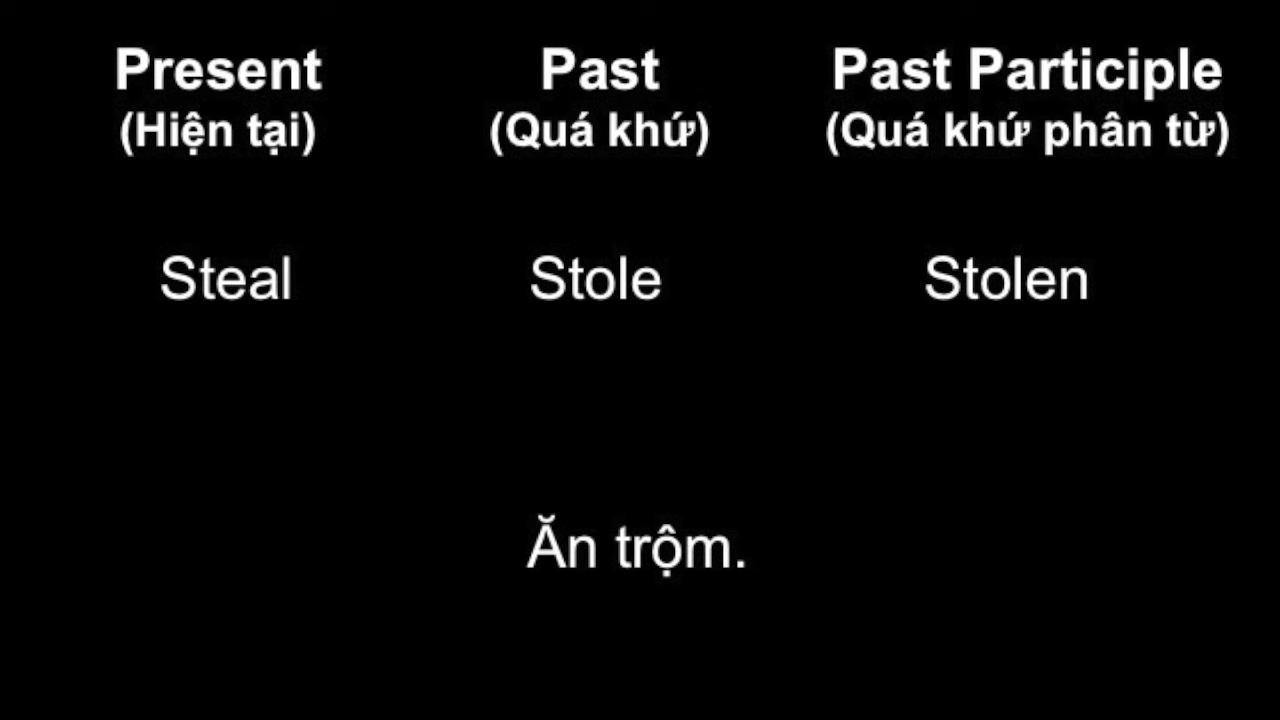 Present Past Past Participle
(Hiện tại) (Quá khứ) (Quá khứ phân từ)
Steal Stole Stolen
Ăn trộm.